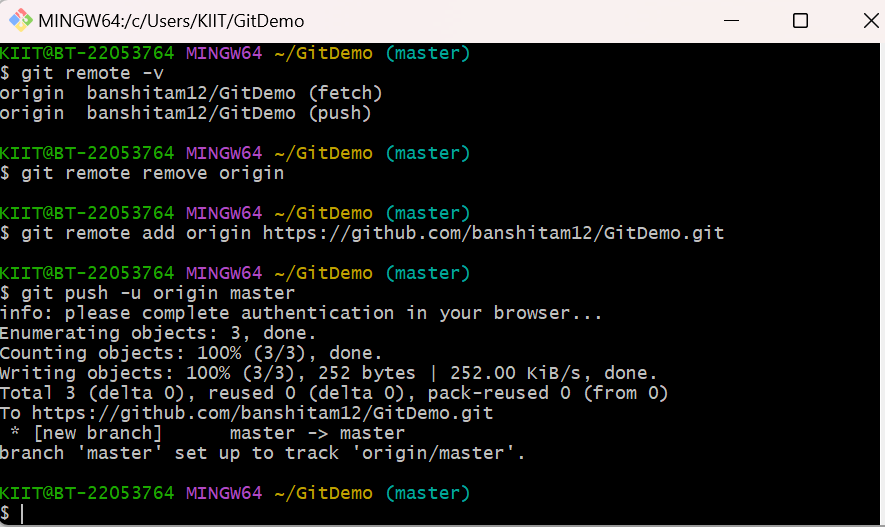 MINGW64:/c/Users/KIIT/GitDemo
KIIT@BT-22053764 MINGW64 ~/GitDemo (master)
$ git remote -v
origin  banshitam12/GitDemo (fetch)
origin  banshitam12/GitDemo (push)
KIIT@BT-22053764 MINGW64 ~/GitDemo (master)
$ git remote remove origin
KIIT@BT-22053764 MINGW64 ~/GitDemo (master)
$ git remote add origin https://github.com/banshitam12/GitDemo.git
KIIT@BT-22053764 MINGW64 ~/GitDemo (master)
$ git push -u origin master
info: please complete authentication in your browser...
Enumerating objects: 3, done.
Counting objects: 100% (3/3), done.
Writing objects: 100% (3/3), 252 bytes | 252.00 KiB/s, done.
Total 3 (delta 0), reused 0 (delta 0), pack-reused 0 (from 0)
To https://github.com/banshitam12/GitDemo.git
 * [new branch]      master -> master
branch 'master' set up to track 'origin/master'.
KIIT@BT-22053764 MINGW64 ~/GitDemo (master)
$